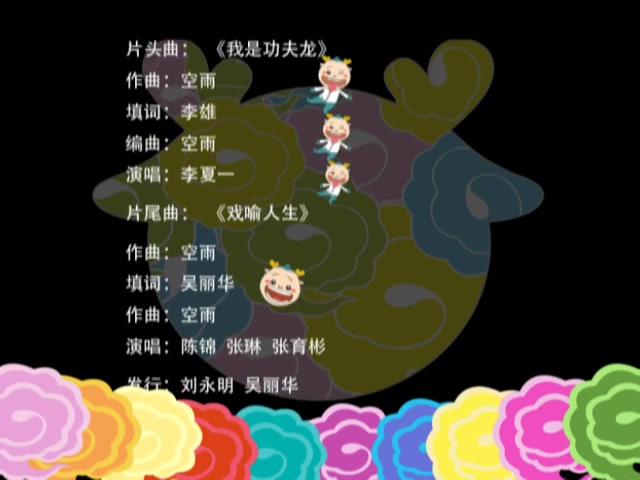 片头曲：《我是功夫龙》
作曲：空雨
填词：李雄
编曲：空雨
演唱：李夏一
片尾曲：《戏喻人生》
作曲：空雨
填词：吴丽华
作曲：空雨
演唱：陈锦 张琳 张育彬
发行：刘永明 吴丽华